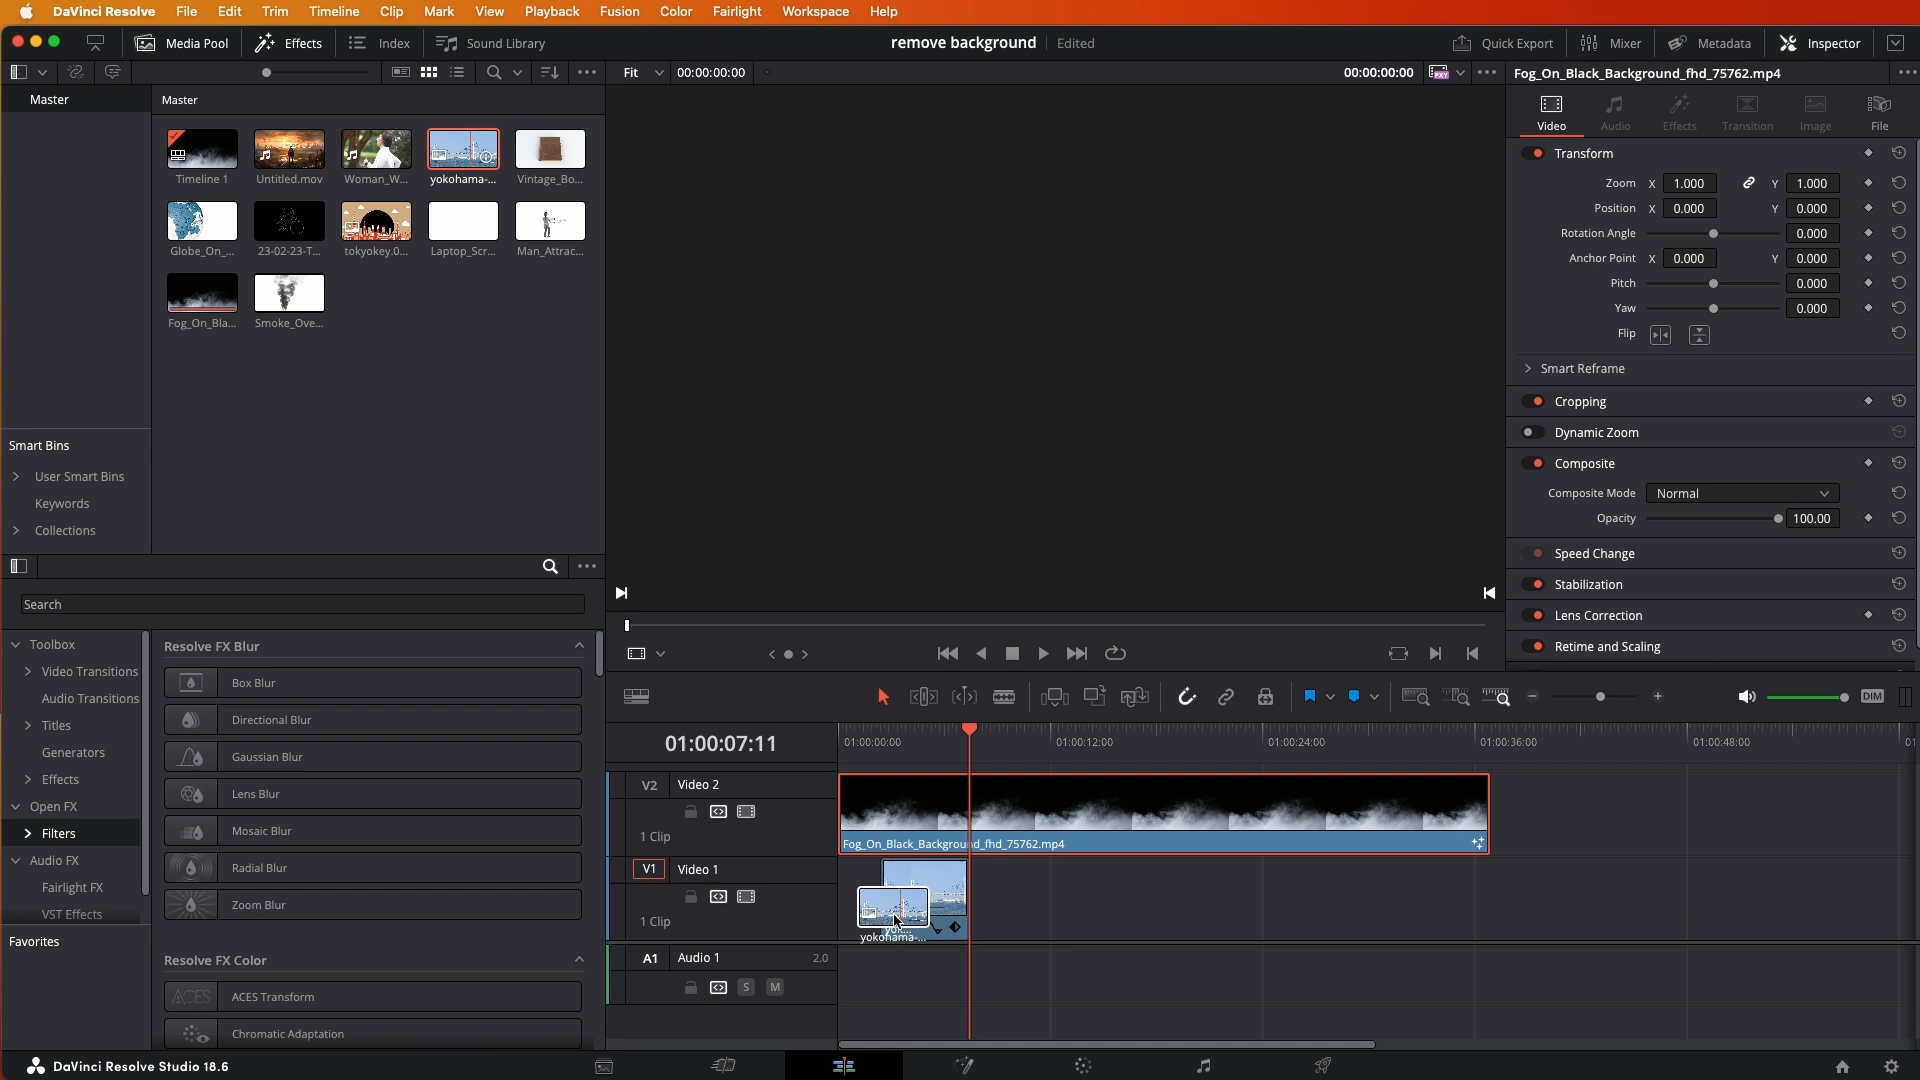 DaVinci Resolve File Edit Trim Timeline Clip Mark View Playback Fusion Color Fairlight Workspace Help
Media Pool Effects Index Sound Library remove background Edited Quick Export Mixer Metadata Inspector
Fit 00:00:00:00 00:00:00:00 PXY Fog_On_Black_Background_fhd_75762.mp4
Master Master
Video Audio Effects Transition Image File
Timeline 1 Untitled.mov Woman_W... yokohama-... Vintage_Bo...
Globe_On_... 23-02-23-T... tokyokey.0... Laptop_Scr... Man_Attrac...
Fog_On_Bla... Smoke_Ove...
Transform
Zoom X 1.000 Y 1.000
Position X 0.000 Y 0.000
Rotation Angle 0.000
Anchor Point X 0.000 Y 0.000
Pitch 0.000
Yaw 0.000
Flip
Smart Reframe
Cropping
Dynamic Zoom
Composite
Composite Mode Normal
Opacity 100.00
Speed Change
Stabilization
Lens Correction
Retime and Scaling
Smart Bins
User Smart Bins
Keywords
Collections
Search
Toolbox
Video Transitions
Audio Transitions
Titles
Generators
Effects
Open FX
Filters
Audio FX
Fairlight FX
VST Effects
Favorites
Resolve FX Blur
Box Blur
Directional Blur
Gaussian Blur
Lens Blur
Mosaic Blur
Radial Blur
Zoom Blur
Resolve FX Color
ACES ACES Transform
Chromatic Adaptation
DIM
01:00:07:11 01:00:00:00 01:00:12:00 01:00:24:00 01:00:36:00 01:00:48:00 01
V2 Video 2
1 Clip
Fog_On_Black_Background_fhd_75762.mp4
V1 Video 1
1 Clip
yokohama-...
A1 Audio 1 2.0
S M
DaVinci Resolve Studio 18.6